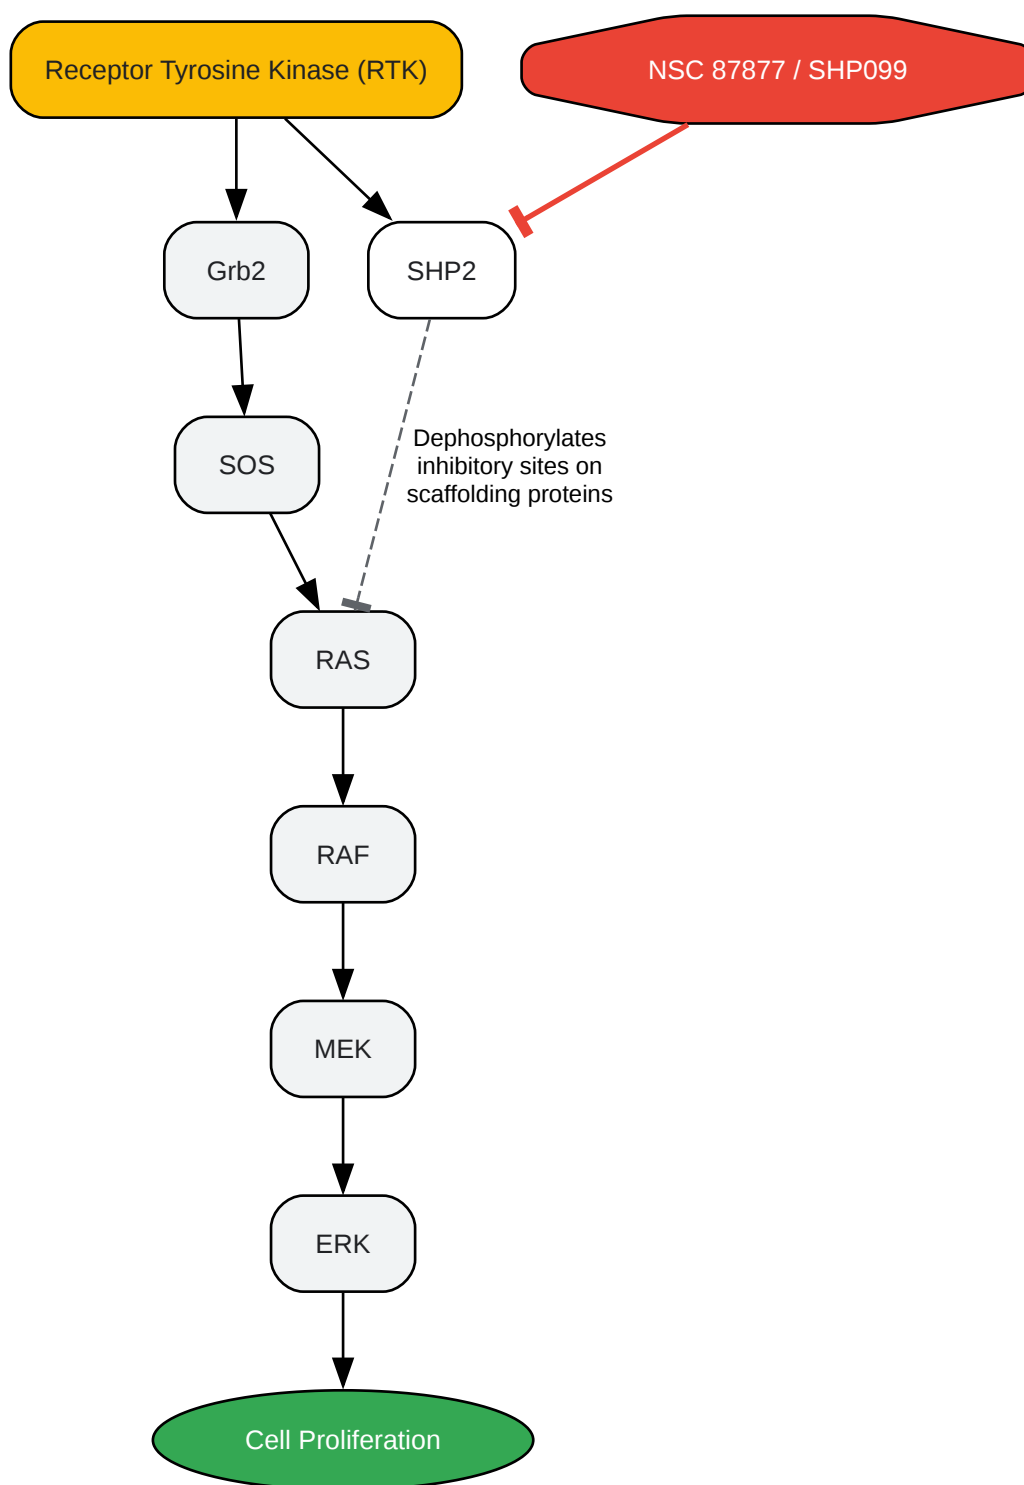 Receptor Tyrosine Kinase (RTK)
NSC 87877 / SHP099
Grb2
SHP2
Dephosphorylates
inhibitory sites on
scaffolding proteins
SOS
RAS
RAF
MEK
ERK
Cell Proliferation